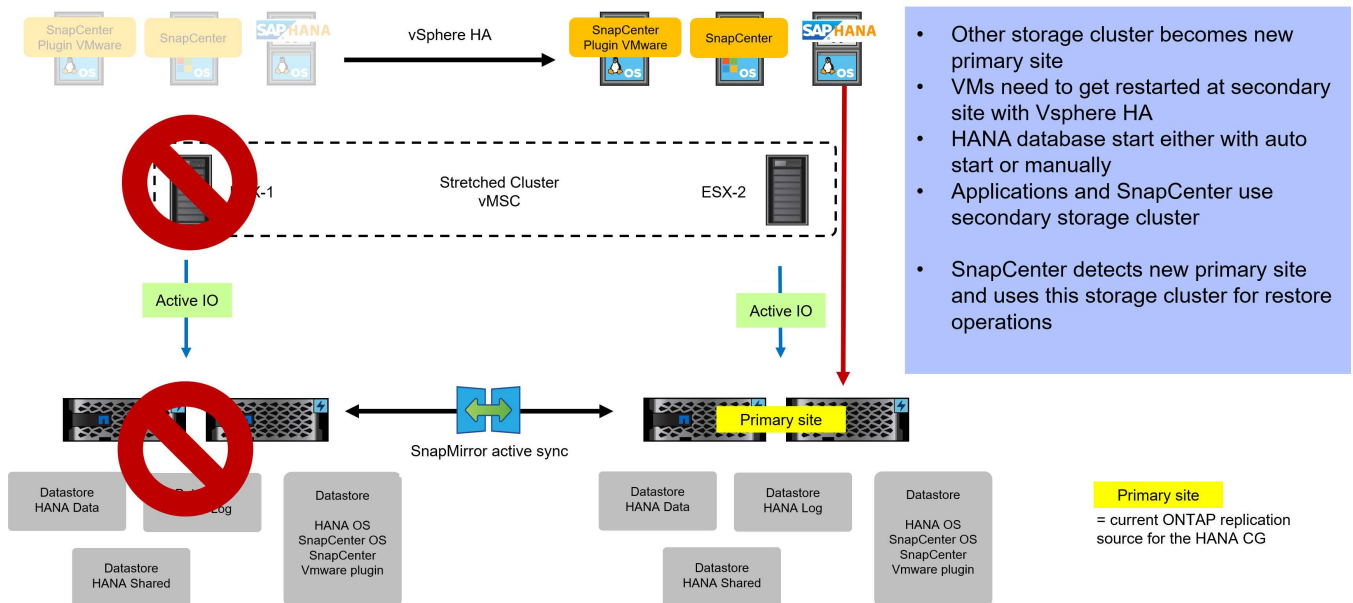 SnapCenter
Plugin VMware
SnapCenter
SAP HANA
OS
OS
OS
vSphere HA
SnapCenter
Plugin VMware
SnapCenter
SAP HANA
OS
OS
OS
• Other storage cluster becomes new
primary site
• VMs need to get restarted at secondary
site with Vsphere HA
• HANA database start either with auto
start or manually
• Applications and SnapCenter use
secondary storage cluster
• SnapCenter detects new primary site
and uses this storage cluster for restore
operations
X-1
Stretched Cluster
vMSC
ESX-2
Active IO
Active IO
Primary site
SnapMirror active sync
Datastore
HANA Data
Log
Datastore
HANA OS
SnapCenter OS
SnapCenter
Vmware plugin
Datastore
HANA Shared
Datastore
HANA Data
Datastore
HANA Log
Datastore
HANA OS
SnapCenter OS
SnapCenter
Vmware plugin
Datastore
HANA Shared
Primary site
= current ONTAP replication
source for the HANA CG